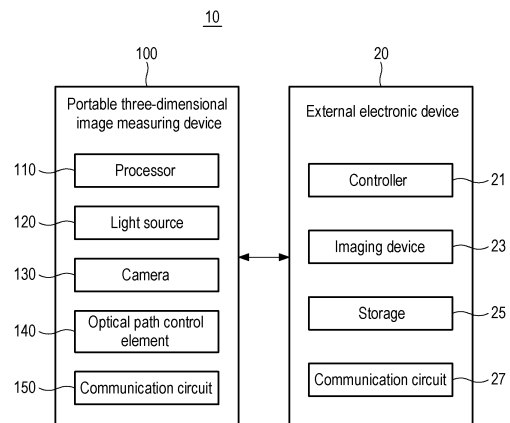 10
100
20
Portable three-dimensional
image measuring device
External electronic device
110
Processor
120
Light source
130
Camera
140
Optical path control
element
150
Communication circuit
Controller
21
Imaging device
23
Storage
25
Communication circuit
27